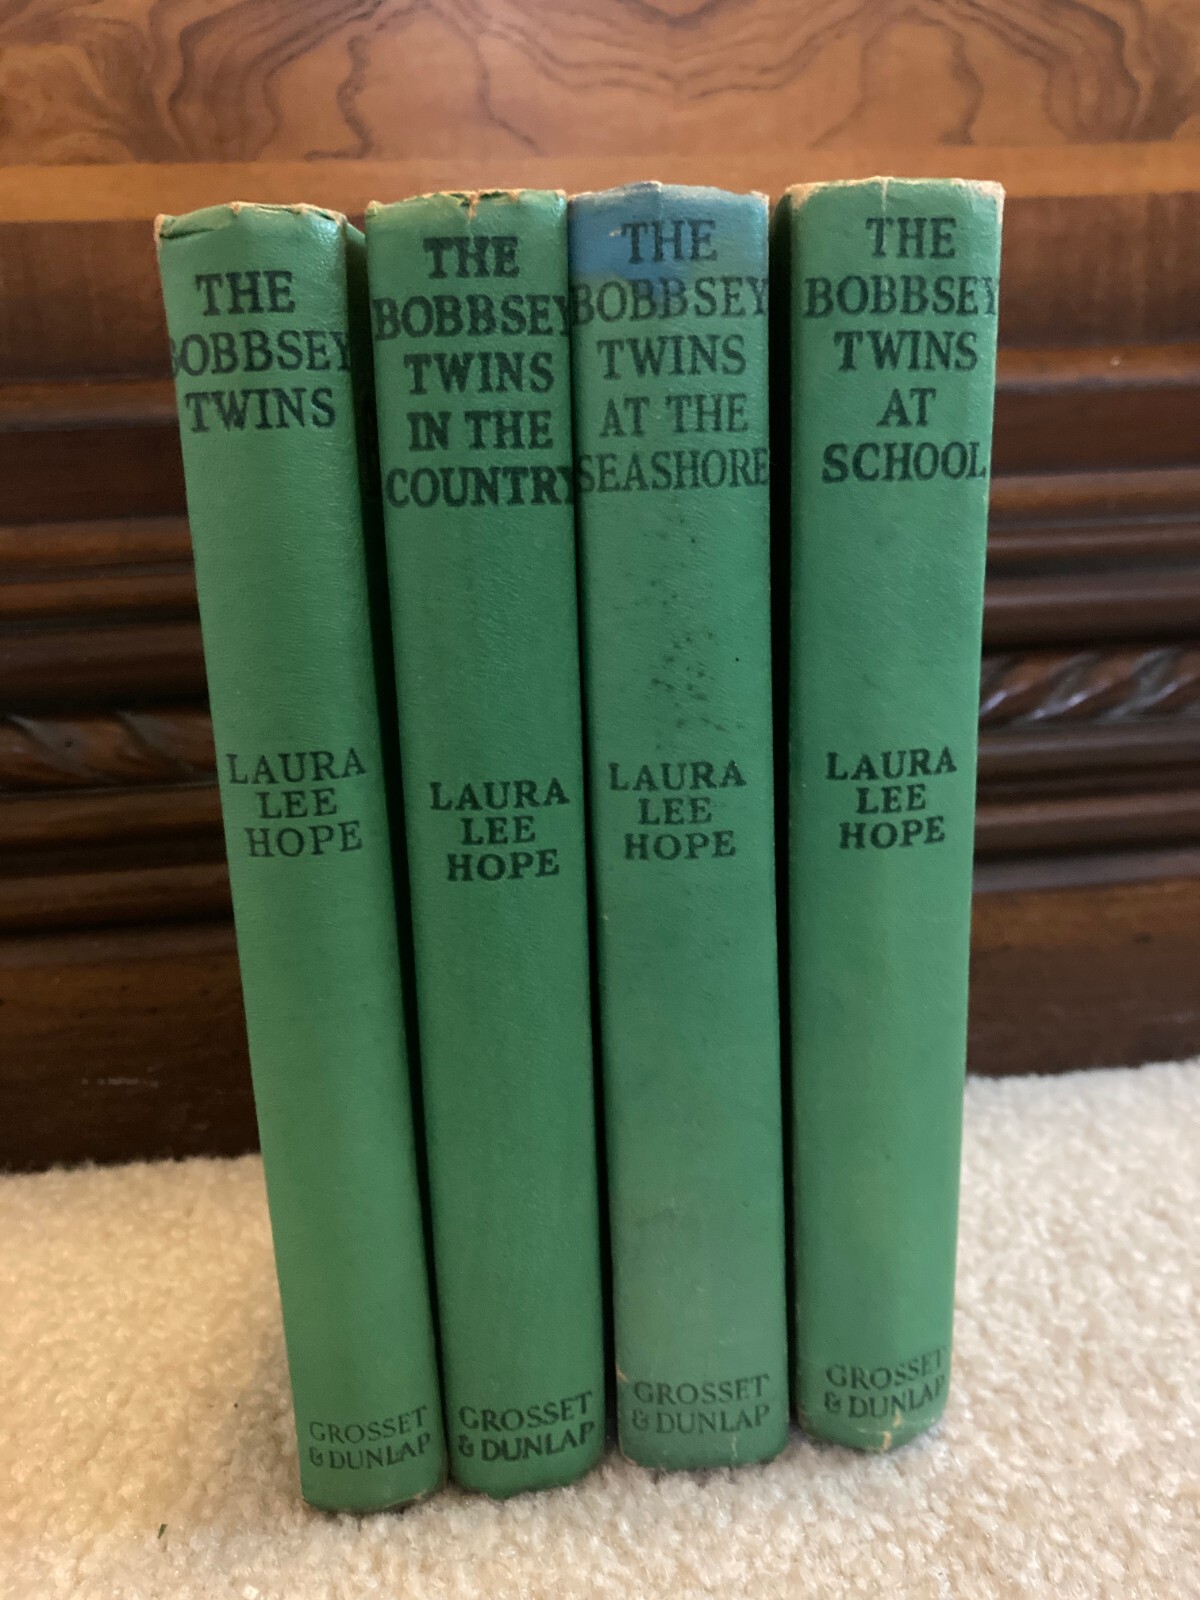 THE
BOBBSEY
TWINS
LAURA
LEE
HOPE
GROSSET
& DUNLAP
THE
BOBBSEY
TWINS
IN THE
COUNTRY
LAURA
LEE
HOPE
GROSSET
& DUNLAP
THE
BOBBSEY
TWINS
AT THE
SEASHORE
LAURA
LEE
HOPE
GROSSET
& DUNLAP
THE
BOBBSEY
TWINS
AT
SCHOOL
LAURA
LEE
HOPE
GROSSET
& DUNLAP